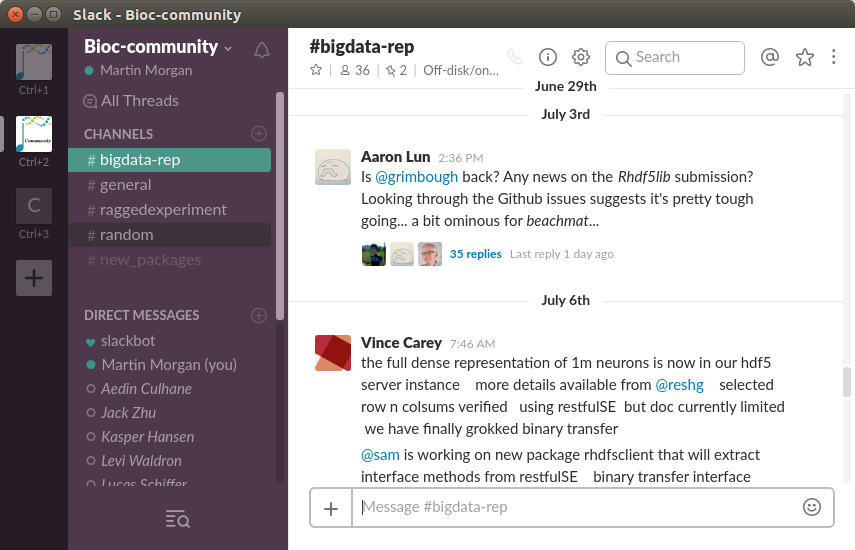 Slack - Bioc-community
Ctrl+1
Community
Ctrl+2
C
Ctrl+3
Bioc-community
Martin Morgan
All Threads
CHANNELS
# bigdata-rep
# general
# raggedexperiment
# random
# new_packages
DIRECT MESSAGES
slackbot
Martin Morgan (you)
Aedin Culhane
Jack Zhu
Kasper Hansen
Levi Waldron
Lucas Schiffer
#bigdata-rep
36 | 2 | Off-disk/on...
Search
June 29th
July 3rd
Aaron Lun 2:36 PM
Is @grimbough back? Any news on the Rhdf5lib submission?
Looking through the Github issues suggests it's pretty tough
going... a bit ominous for beachmat...
35 replies Last reply 1 day ago
July 6th
Vince Carey 7:46 AM
the full dense representation of 1m neurons is now in our hdf5
server instance more details available from @reshg selected
row n colsums verified using restfulSE but doc currently limited
we have finally grokked binary transfer
@sam is working on new package rhdfsclient that will extract
interface methods from restfulSE binary transfer interface
Message #bigdata-rep